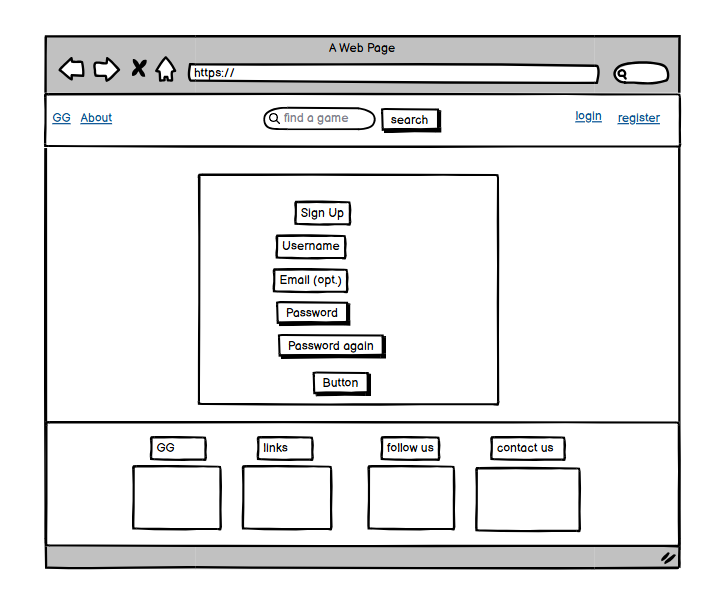 A Web Page
https://
GG About find a game search login register
Sign Up
Username
Email (opt.)
Password
Password again
Button
GG links follow us contact us